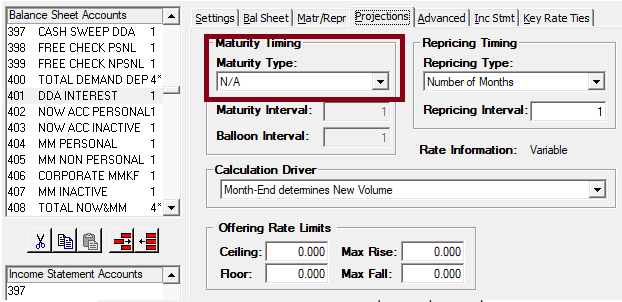 Balance Sheet Accounts
397 CASH SWEEP DDA 1
398 FREE CHECK PSNL 1
399 FREE CHECK NPSNL 1
400 TOTAL DEMAND DEP 4*
401 DDA INTEREST 1
402 NOW ACC PERSONAL 1
403 NOW ACC INACTIVE 1
404 MM PERSONAL 1
405 MM NON PERSONAL 1
406 CORPORATE MMKF 1
407 MM INACTIVE 1
408 TOTAL NOW&MM 4*
Income Statement Accounts
397
Settings Bal Sheet Matr/Repr Projections Advanced Inc Stmt Key Rate Ties
Maturity Timing
Maturity Type:
N/A
Maturity Interval: 1
Balloon Interval: 1
Repricing Timing
Repricing Type:
Number of Months
Repricing Interval: 1
Rate Information: Variable
Calculation Driver
Month-End determines New Volume
Offering Rate Limits
Ceiling: 0.000 Max Rise: 0.000
Floor: 0.000 Max Fall: 0.000